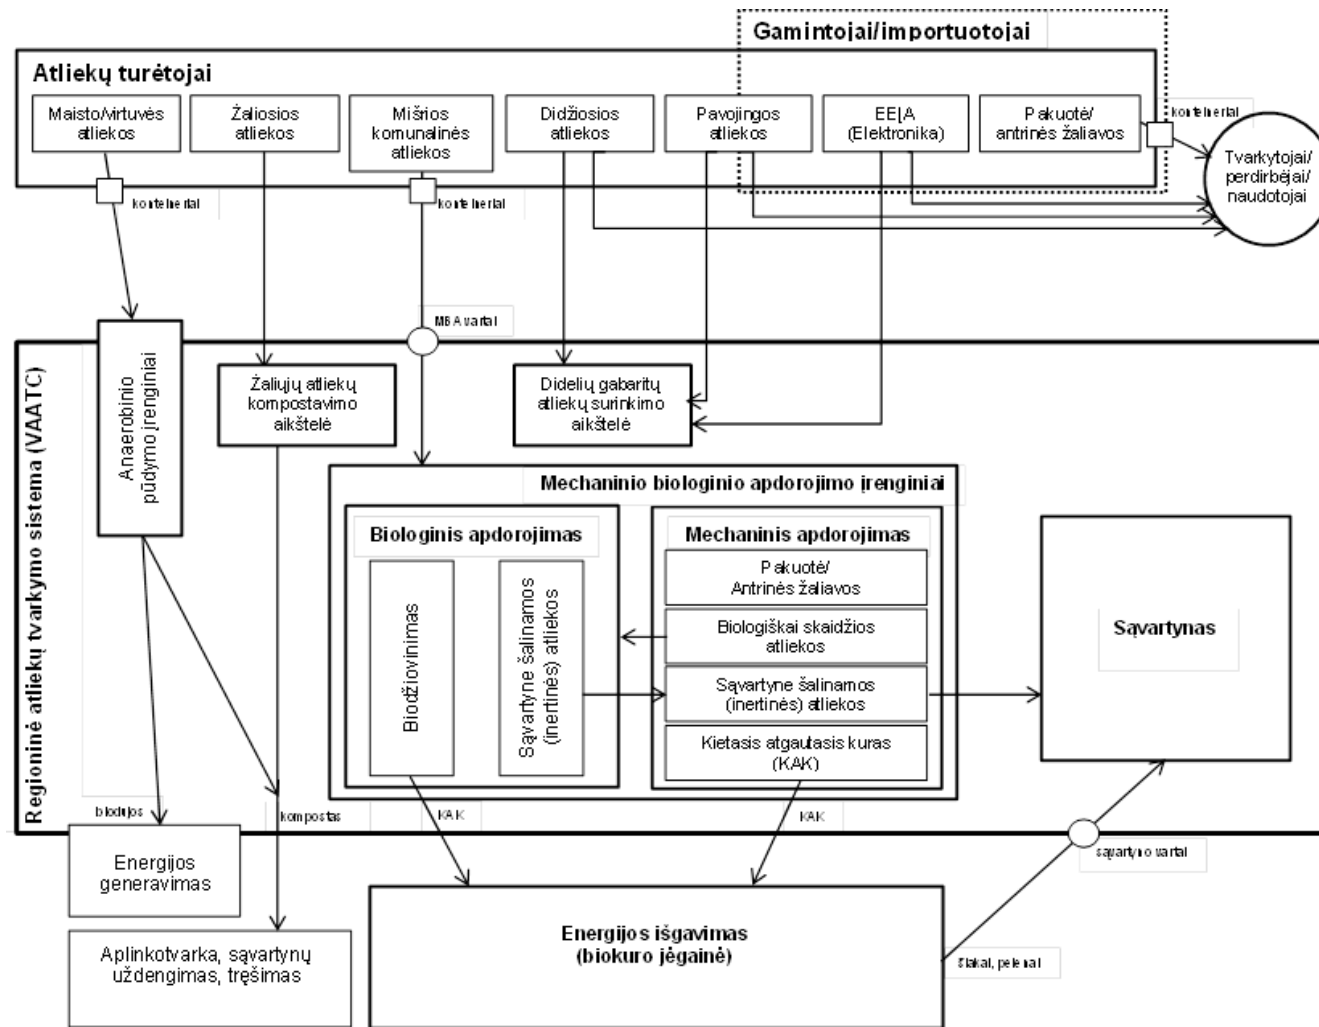 Gamintojai/importuotojai
Atliekų turėtojai
Maisto/virtuvės
atliekos
Žaliosios
atliekos
Mišrios
komunalinės
atliekos
Didžiosios
atliekos
Pavojingos
atliekos
EEĮA
(Elektronika)
Pakuotė/
antrinės žaliavos
konteineriai
Tvarkytojai/
perdirbėjai/
naudotojai
konteineriai
konteineriai
MBA vartai
Regioninė atliekų tvarkymo sistema (VAATC)
Anaerobinio
pūdymo įrenginiai
Žaliųjų atliekų
kompostavimo
aikštelė
Didelių gabaritų
atliekų surinkimo
aikštelė
Mechaninio biologinio apdorojimo įrenginiai
Biologinis apdorojimas
Mechaninis apdorojimas
Biodžiovinimas
Sąvartyne šalinamos
(inertinės) atliekos
Pakuotė/
Antrinės žaliavos
Biologiškai skaidžios
atliekos
Sąvartyne šalinamos
(inertinės) atliekos
Kietasis atgautasis kuras
(KAK)
Sąvartynas
biodujos
kompostas
KAK
KAK
sąvartyno vartai
Energijos
generavimas
Aplinkotvarka, sąvartynų
uždengimas, tręšimas
Energijos išgavimas
(biokuro jėgainė)
šlakai, pelenai